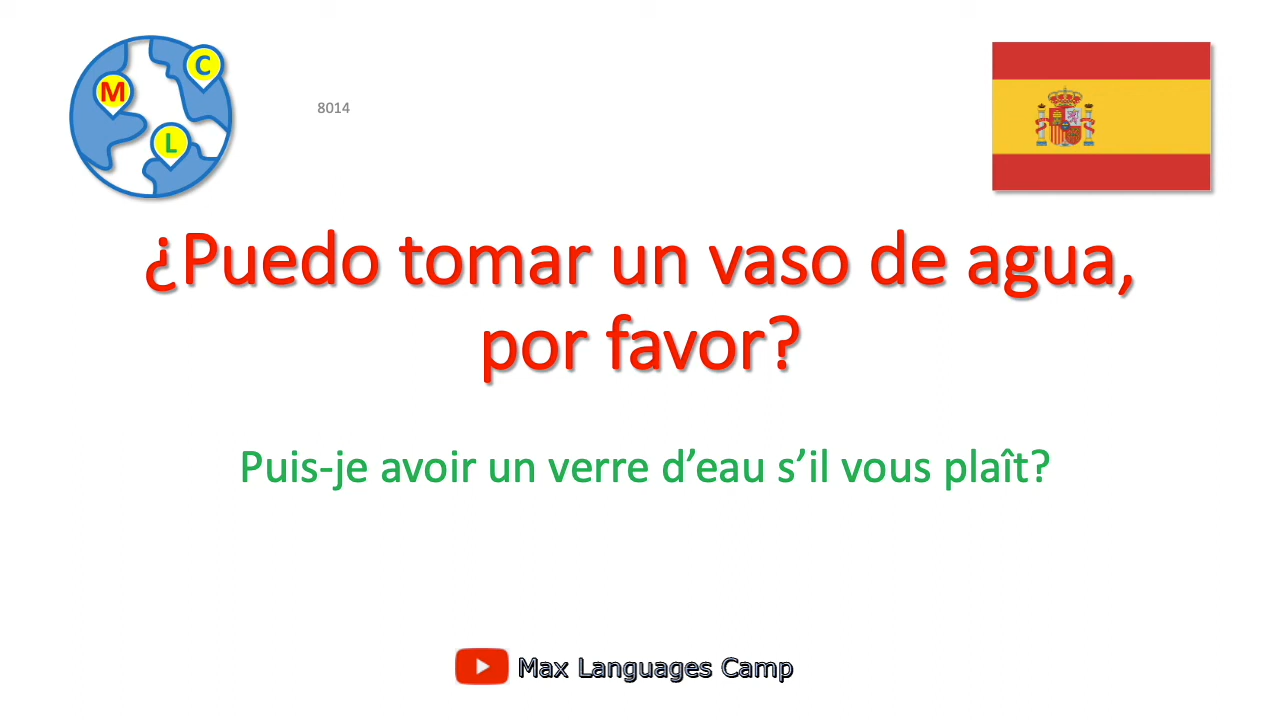 C
M
L
8014
¿Puedo tomar un vaso de agua,
por favor?
Puis-je avoir un verre d’eau s’il vous plaît?
Max Languages Camp